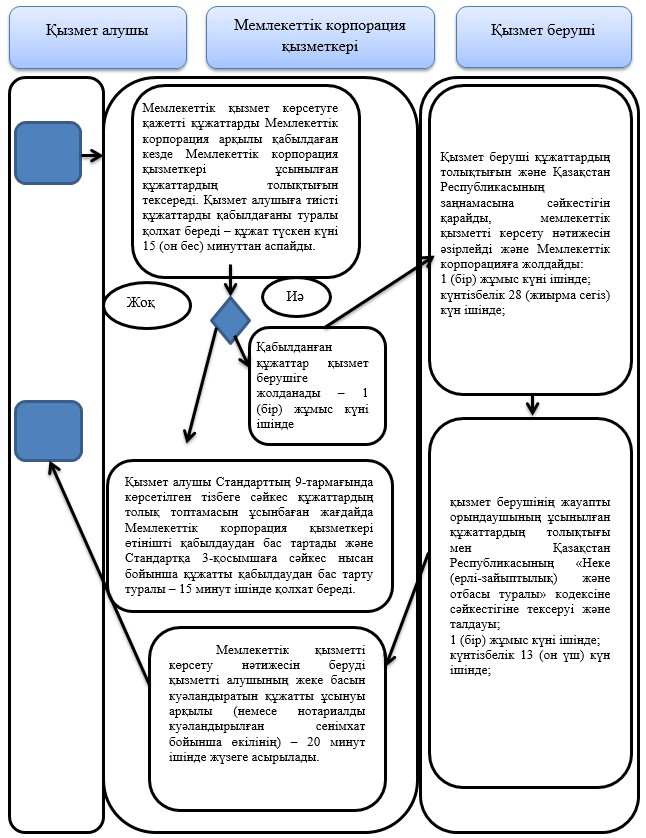 Қызмет алушы
Мемлекеттік корпорация
қызметкері
Қызмет беруші
Мемлекеттік қызмет көрсетуге
қажетті құжаттарды Мемлекеттік
корпорация арқылы қабылдаған
кезде Мемлекеттік корпорация
қызметкері ұсынылған
құжаттардың толықтығын
тексереді. Қызмет алушыға тиісті
құжаттарды қабылдағаны туралы
қолхат береді – құжат түскен күні
15 (он бес) минуттан аспайды.
Жоқ
Иә
Қабылданған
құжаттар қызмет
берушіге
жолданады – 1
(бір) жұмыс күні
ішінде
Қызмет алушы Стандарттың 9-тармағында
көрсетілген тізбеге сәйкес құжаттардың
толық топтамасын ұсынбаған жағдайда
Мемлекеттік корпорация қызметкері
өтінішті қабылдаудан бас тартады және
Стандартқа 3-қосымшаға сәйкес нысан
бойынша құжатты қабылдаудан бас тарту
туралы – 15 минут ішінде қолхат береді.
Мемлекеттік қызметті
көрсету нәтижесін беруді
қызметті алушының жеке басын
куәландыратын құжатты ұсынуы
арқылы (немесе нотариалды
куәландырылған сенімхат
бойынша өкілінің) – 20 минут
ішінде жүзеге асырылады.
Қызмет беруші құжаттардың
толықтығын және Қазақстан
Республикасының
заңнамасына сәйкестігін
қарайды, мемлекеттік
қызметті көрсету нәтижесін
әзірлейді және Мемлекеттік
корпорацияға жолдайды:
1 (бір) жұмыс күні ішінде;
күнтізбелік 28 (жиырма сегіз)
күн ішінде;
қызмет берушінің жауапты
орындаушының ұсынылған
құжаттардың толықтығы
мен Қазақстан
Республикасының «Неке
(ерлі-зайыптылық) және
отбасы туралы» кодексіне
сәйкестігіне тексеруі және
талдауы;
1 (бір) жұмыс күні ішінде;
күнтізбелік 13 (он үш) күн
ішінде;